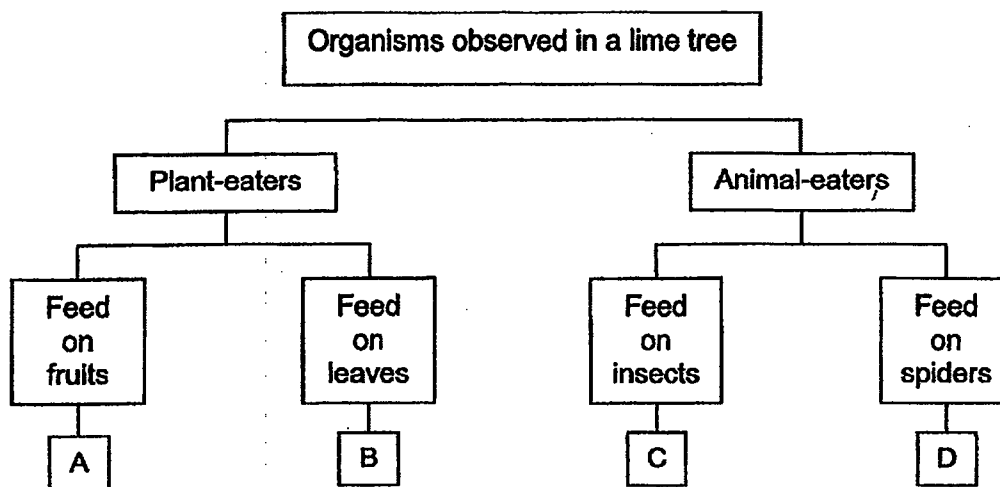 Organisms observed in a lime tree
Plant-eaters
Animal-eaters
Feed
on
fruits
Feed
on
leaves
Feed
on
insects
Feed
on
spiders
A
B
C
D